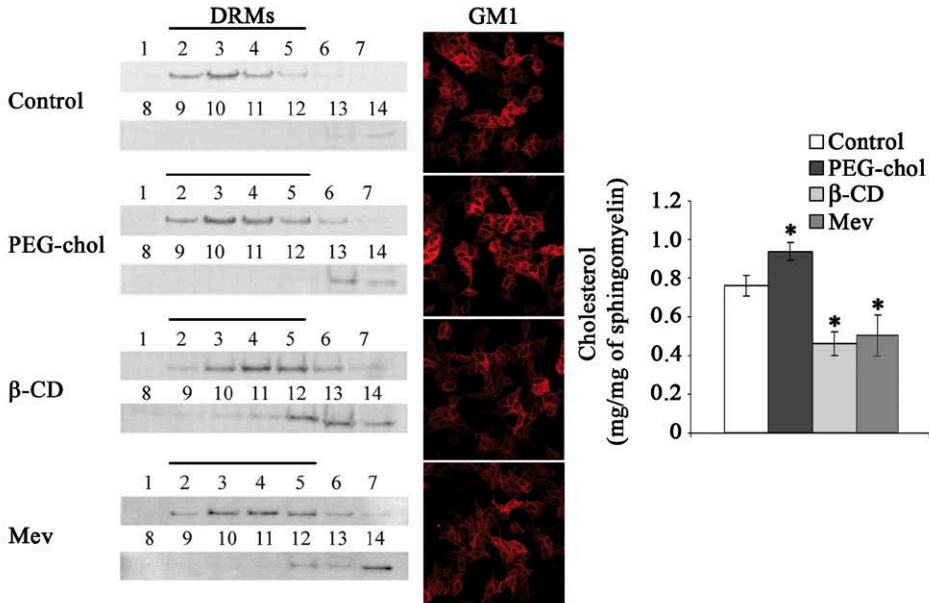 DRMs
GM1
1 2 3 4 5 6 7
Control
8 9 10 11 12 13 14
1 2 3 4 5 6 7
PEG-chol
8 9 10 11 12 13 14
1 2 3 4 5 6 7
β-CD
8 9 10 11 12 13 14
1 2 3 4 5 6 7
Mev
8 9 10 11 12 13 14
Control
PEG-chol
β-CD
Mev
Cholesterol
(mg/mg of sphingomyelin)
1.2
1.0
0.8
0.6
0.4
0.2
0
*
*
*